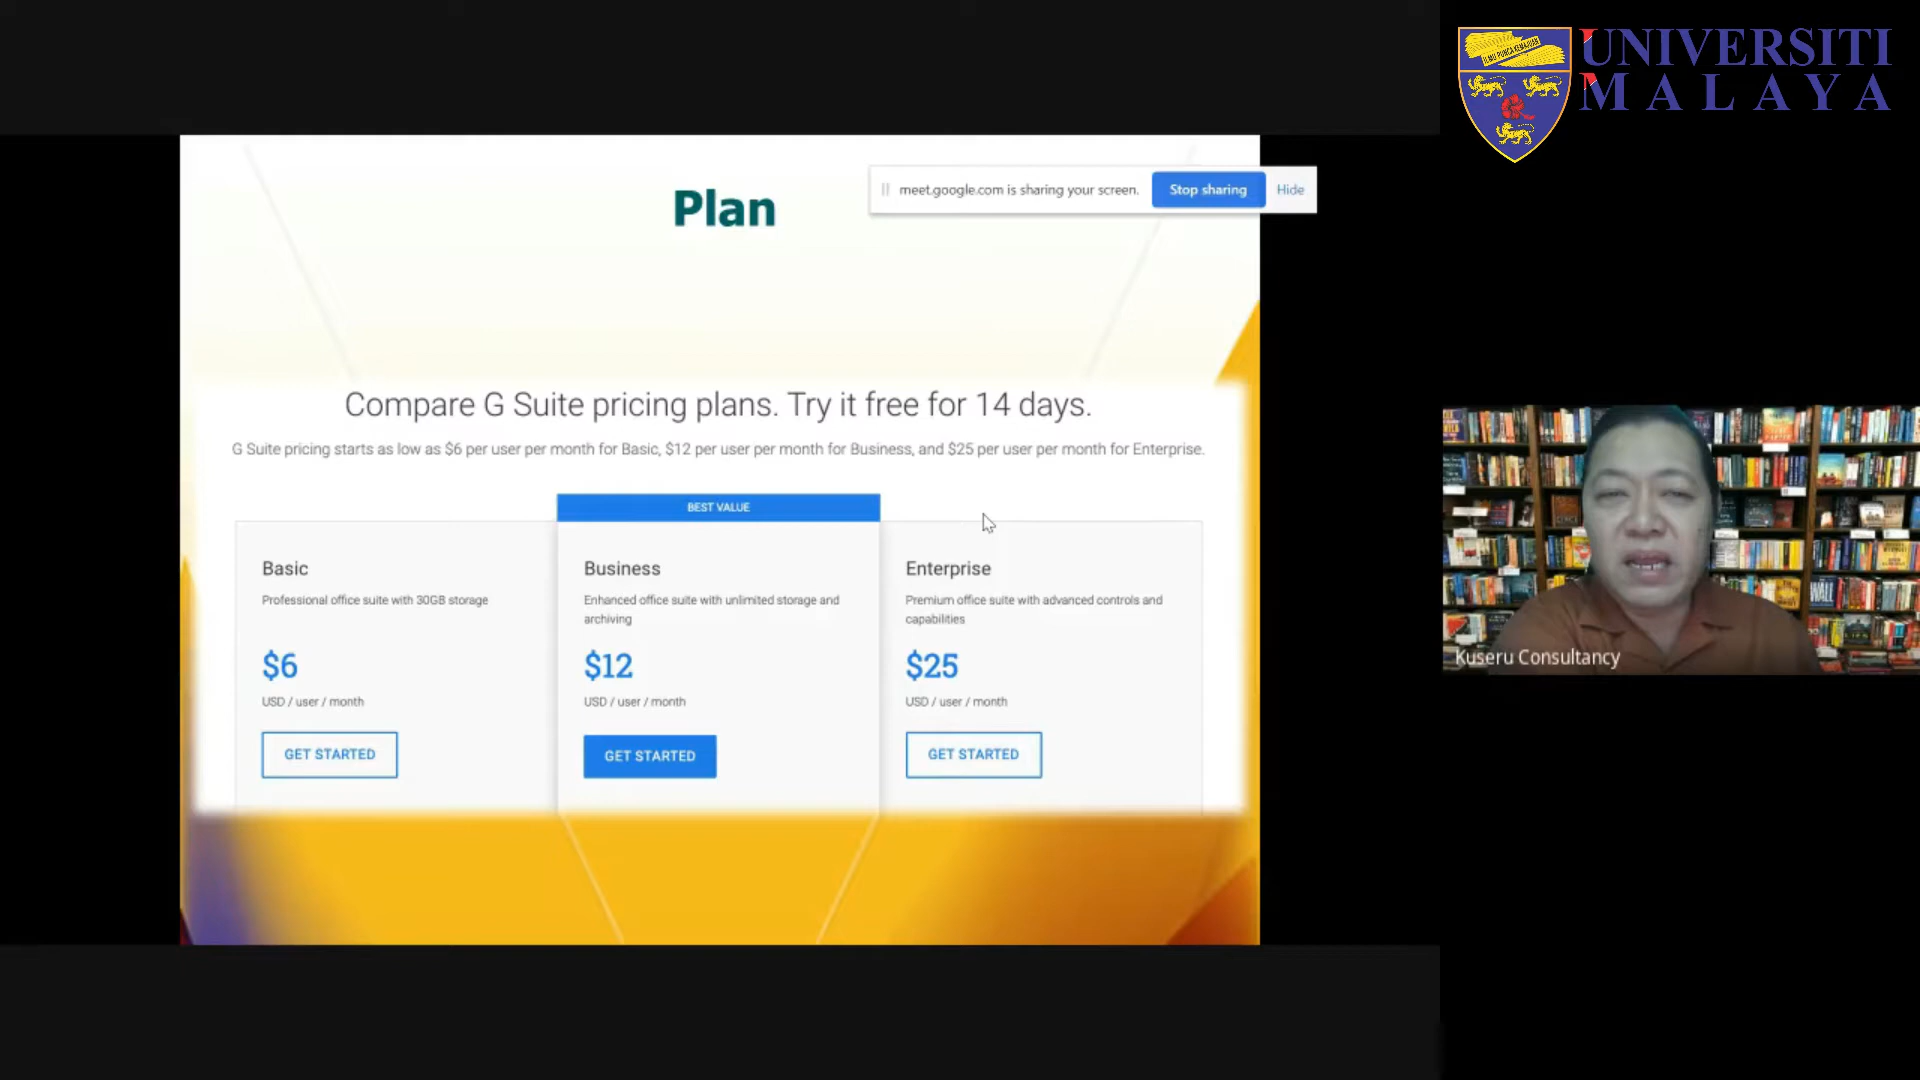 UNIVERSITI
MALAYA
ILMU PUNCA KEMAJUAN
Plan
meet.google.com is sharing your screen.
Stop sharing
Hide
Compare G Suite pricing plans. Try it free for 14 days.
G Suite pricing starts as low as $6 per user per month for Basic, $12 per user per month for Business, and $25 per user per month for Enterprise.
BEST VALUE
Basic
Professional office suite with 30GB storage
$6
USD / user / month
GET STARTED
Business
Enhanced office suite with unlimited storage and
archiving
$12
USD / user / month
GET STARTED
Enterprise
Premium office suite with advanced controls and
capabilities
$25
USD / user / month
GET STARTED
Kuseru Consultancy